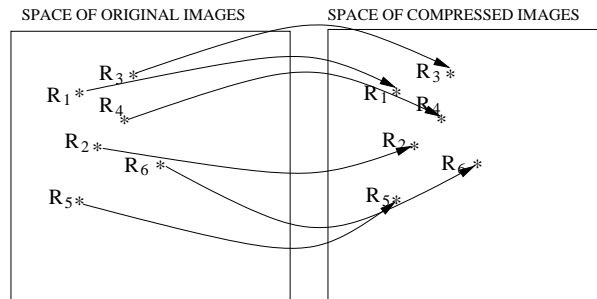 SPACE OF ORIGINAL IMAGES
SPACE OF COMPRESSED IMAGES
R3 *
R1 *
R4 *
R2 *
R6 *
R5 *
R3 *
R1 *
R4 *
R2 *
R6 *
R5 *